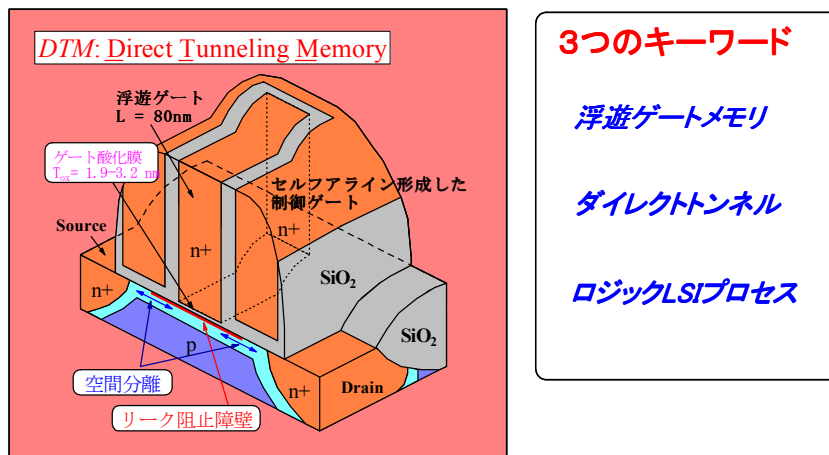 DTM: Direct Tunneling Memory
浮遊ゲート
L = 80nm
ゲート酸化膜
Tox= 1.9-3.2 nm
セルフアライン形成した
制御ゲート
Source
n+
n+
n+
SiO2
SiO2
p
空間分離
n+
Drain
リーク阻止障壁
3つのキーワード
浮遊ゲートメモリ
ダイレクトトンネル
ロジックLSIプロセス